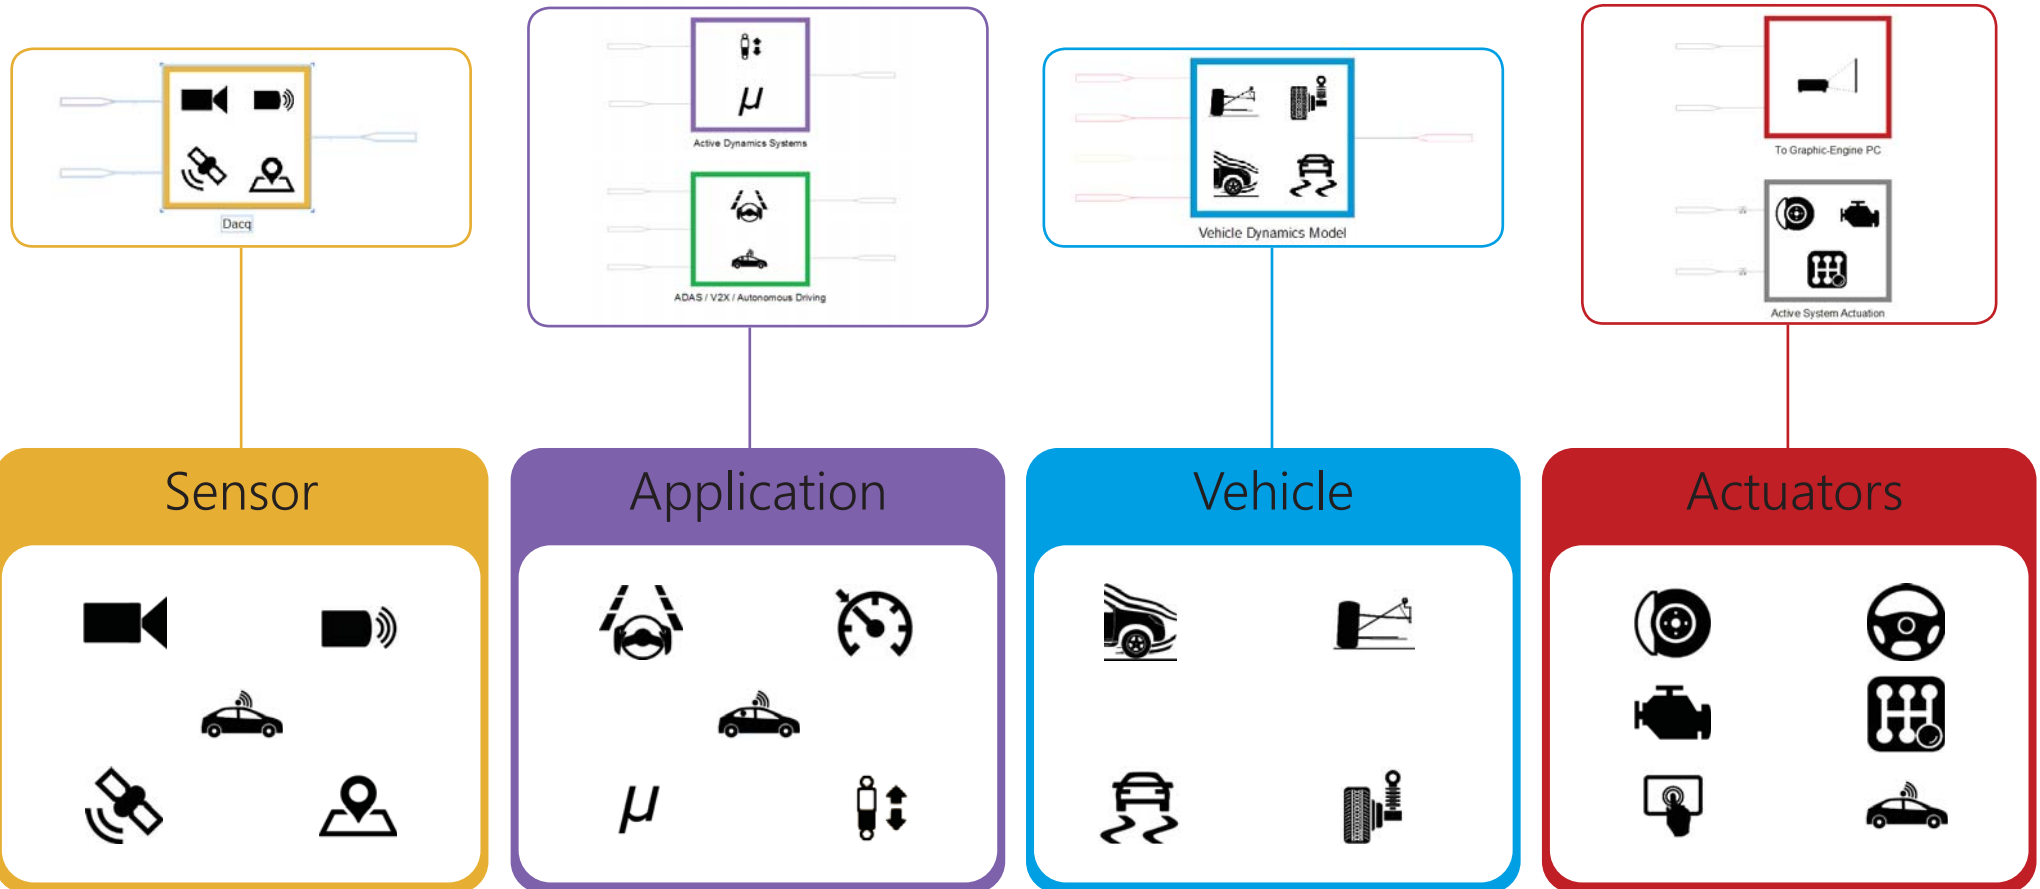 Dacq
μ
Active Dynamics Systems
ADAS / V2X / Autonomous Driving
Vehicle Dynamics Model
To Graphic-Engine PC
Active System Actuation
Sensor
Application
Vehicle
Actuators
μ